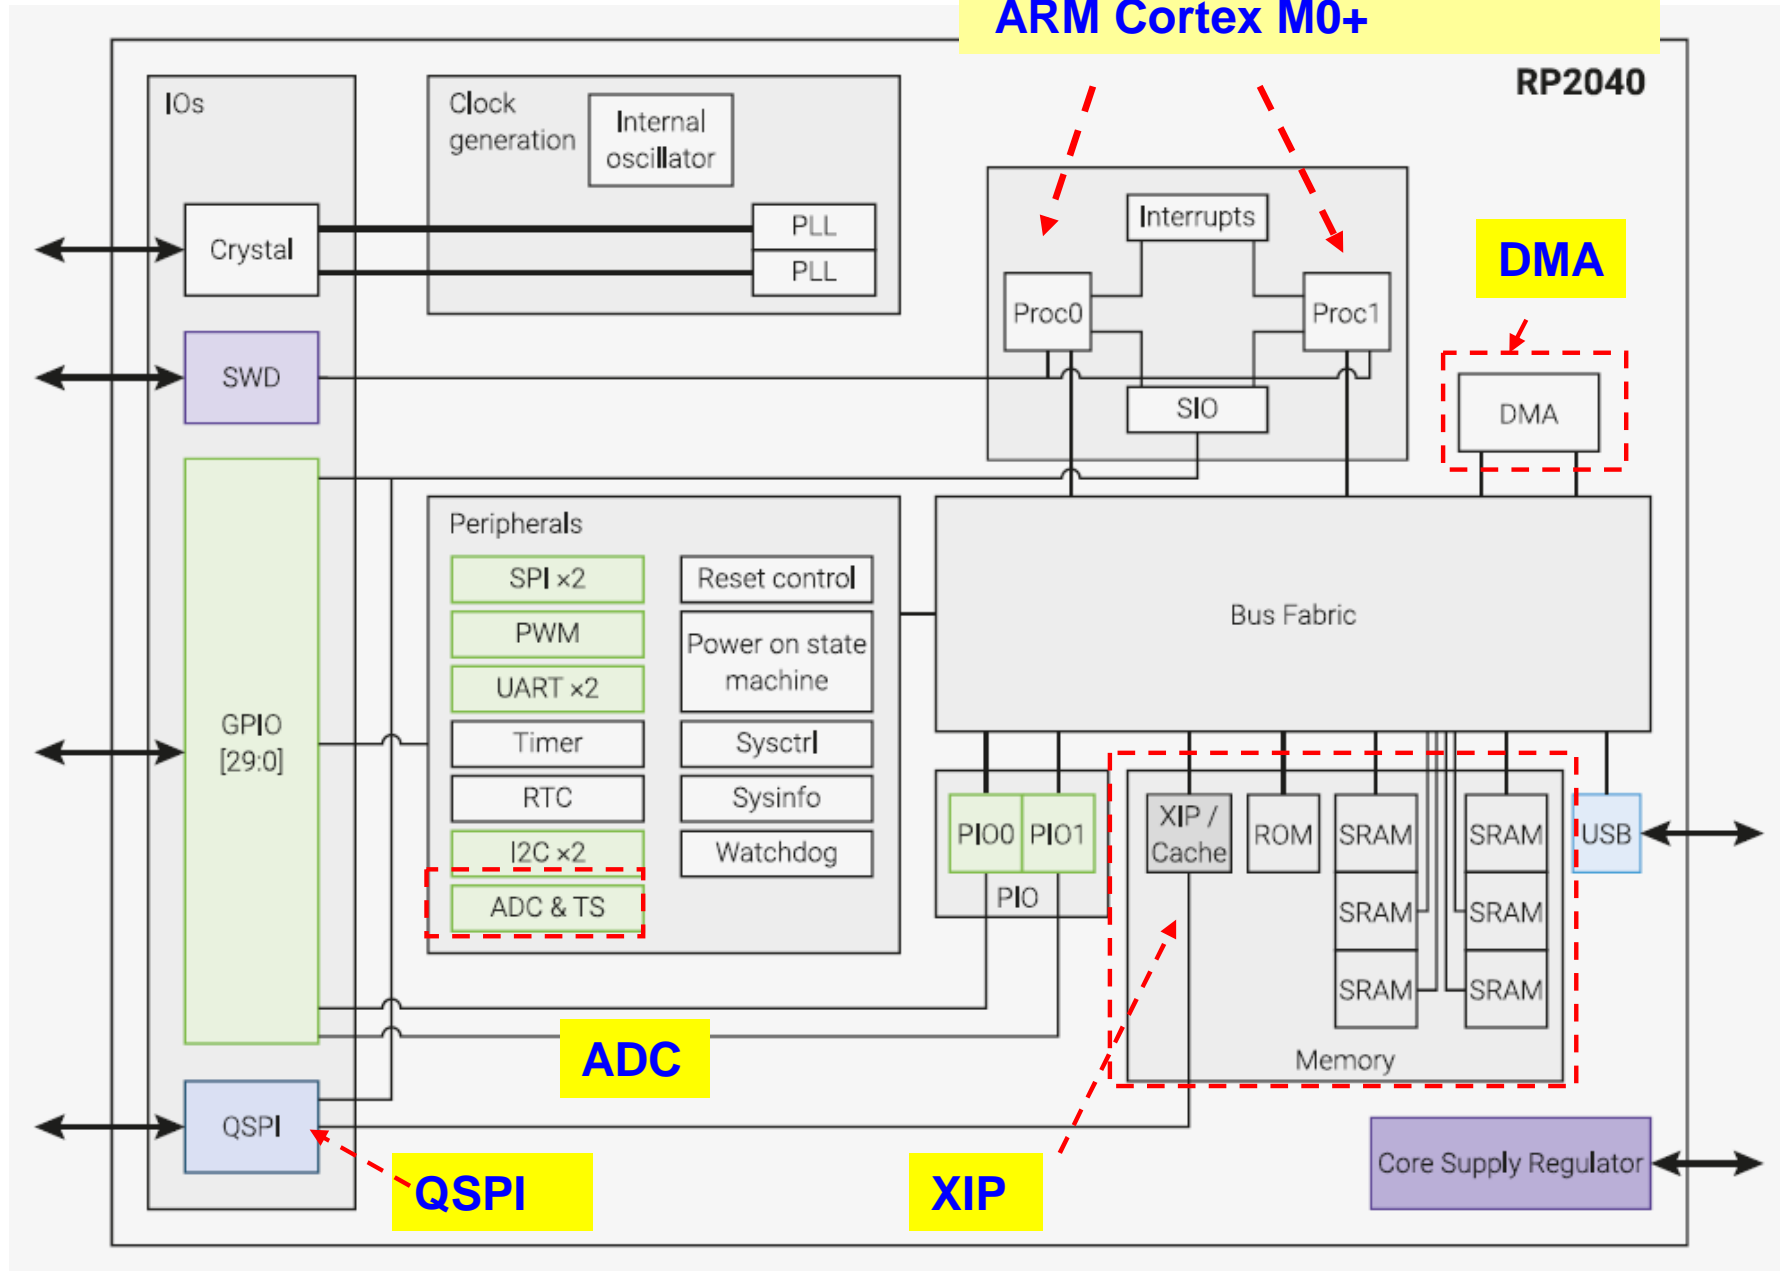 ARM Cortex M0+
RP2040
IOs
Clock
generation
Internal
oscillator
Crystal
PLL
PLL
Interrupts
DMA
Proc0
Proc1
SWD
SIO
DMA
Peripherals
SPI ×2
Reset control
PWM
Power on state
machine
UART ×2
Bus Fabric
GPIO
[29:0]
Timer
Sysctrl
RTC
Sysinfo
I2C ×2
Watchdog
ADC & TS
PIO0
PIO1
PIO
XIP /
Cache
ROM
SRAM
SRAM
USB
SRAM
SRAM
SRAM
SRAM
Memory
ADC
QSPI
Core Supply Regulator
QSPI
XIP